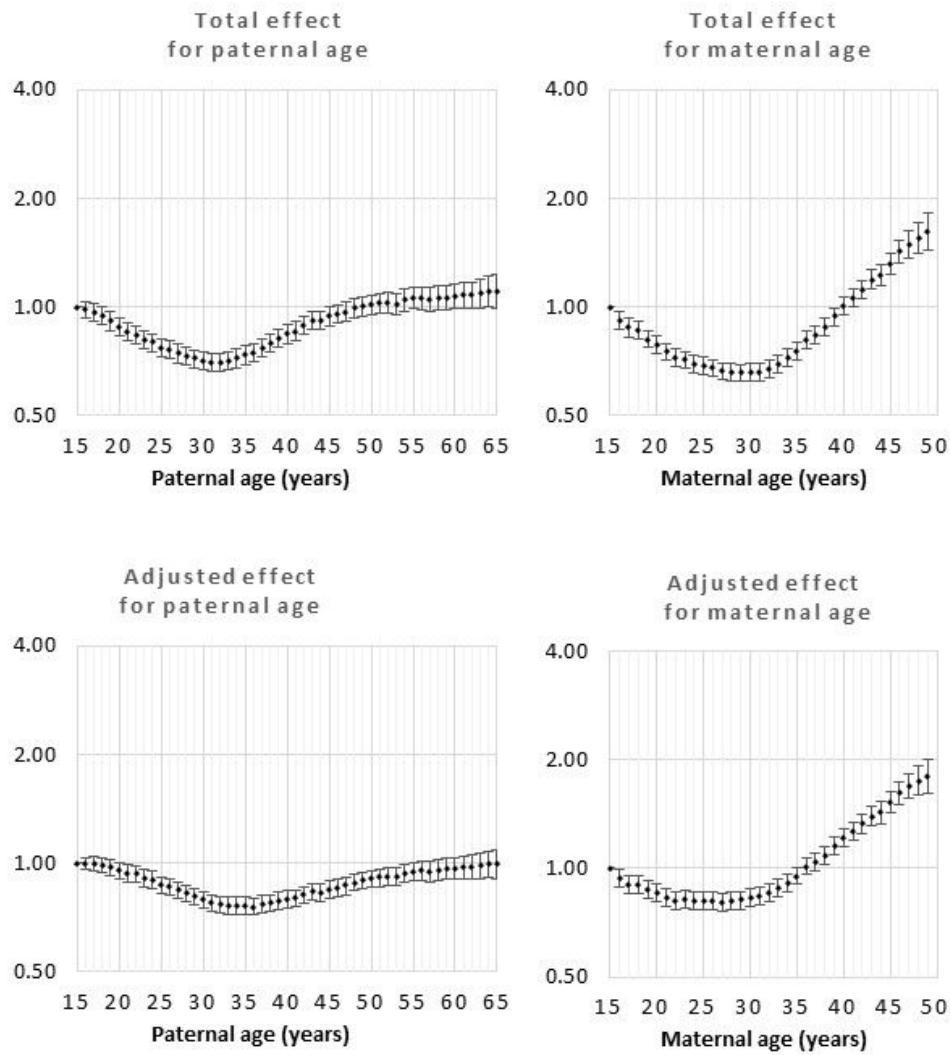 Total effect
for paternal age
4.00
2.00
1.00
0.50
15 20 25 30 35 40 45 50 55 60 65
Paternal age (years)
Total effect
for maternal age
4.00
2.00
1.00
0.50
15 20 25 30 35 40 45 50
Maternal age (years)
Adjusted effect
for paternal age
4.00
2.00
1.00
0.50
15 20 25 30 35 40 45 50 55 60 65
Paternal age (years)
Adjusted effect
for maternal age
4.00
2.00
1.00
0.50
15 20 25 30 35 40 45 50
Maternal age (years)